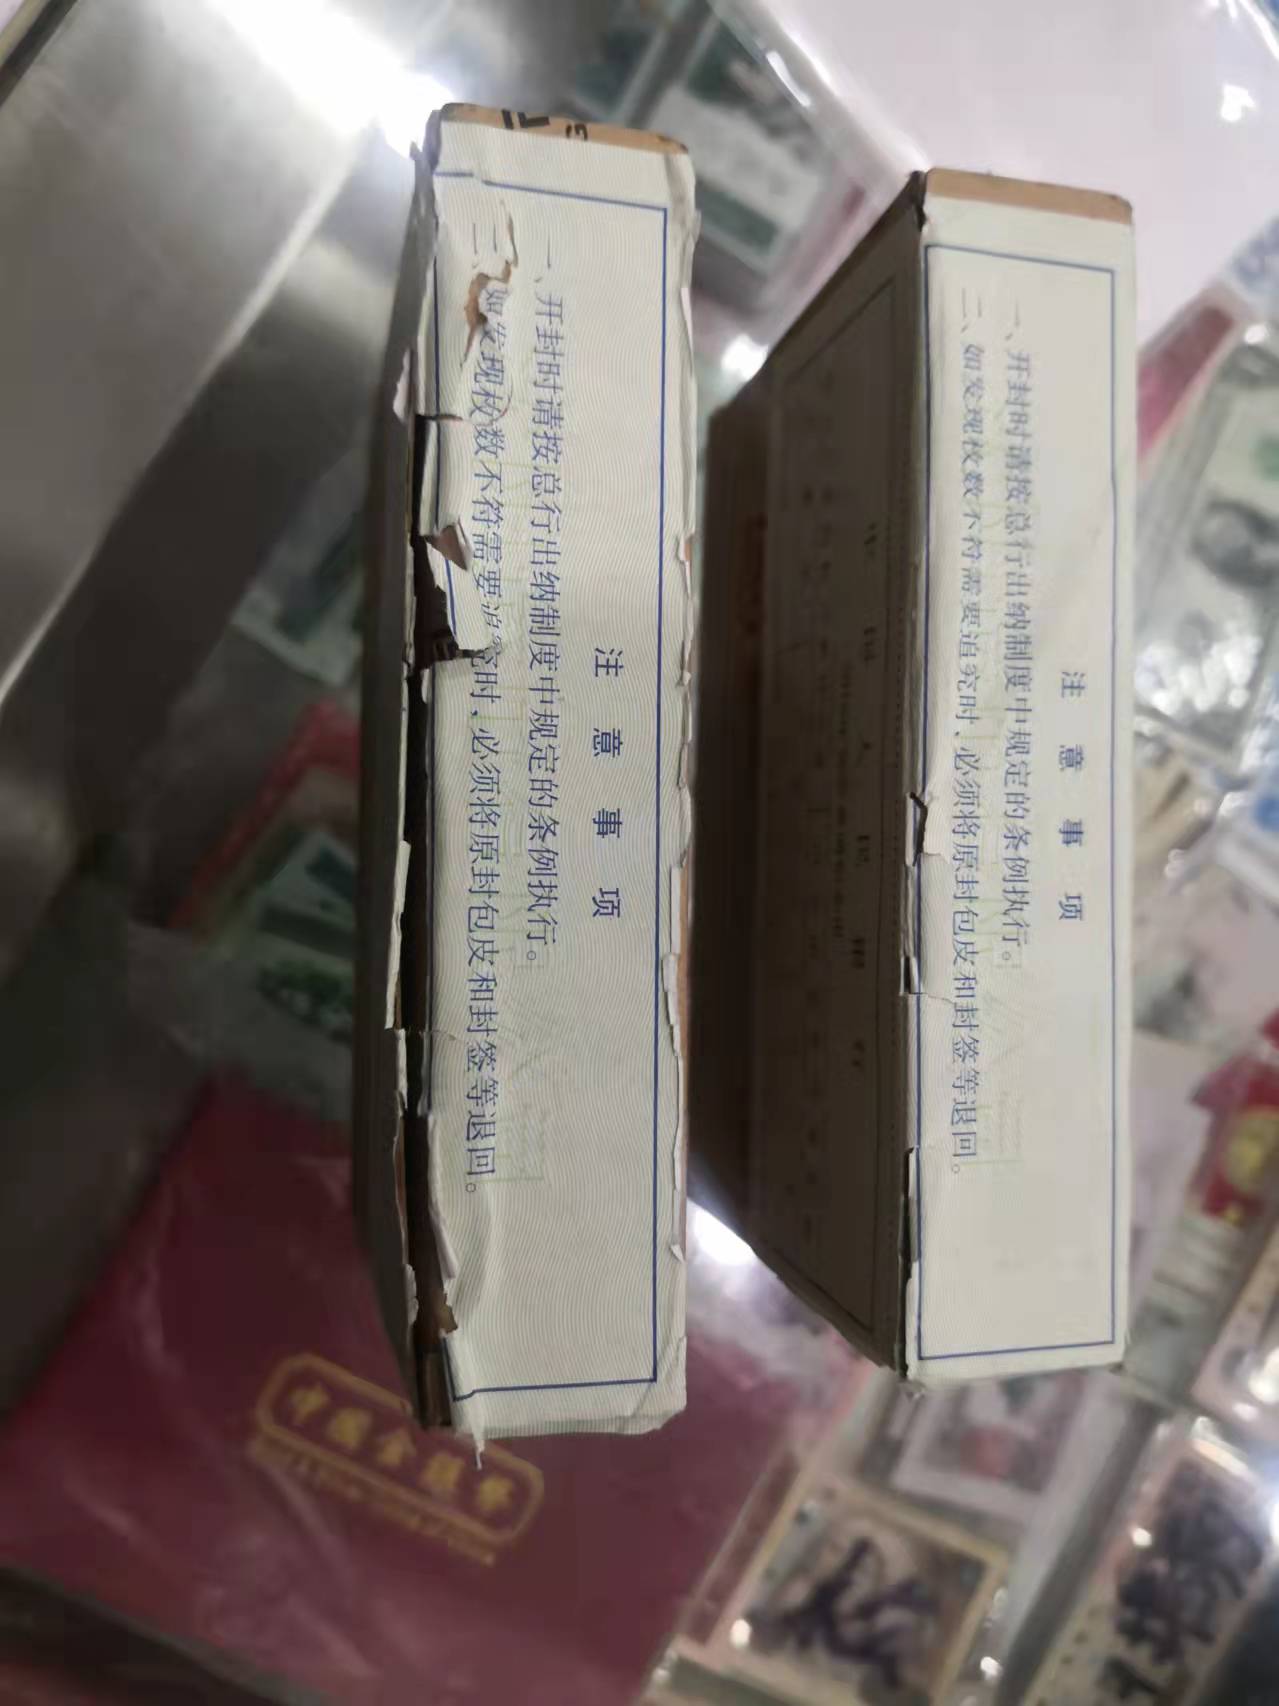 注意事项
一、开封时请按总行出纳制度中规定的条例执行。
二、如发现枚数不符需要追究时，必须将原封包皮和封签等退回。
注意事项
一、开封时请按总行出纳制度中规定的条例执行。
二、如发现枚数不符需要追究时、必须将原封包皮和封签等退回。
中国金银币